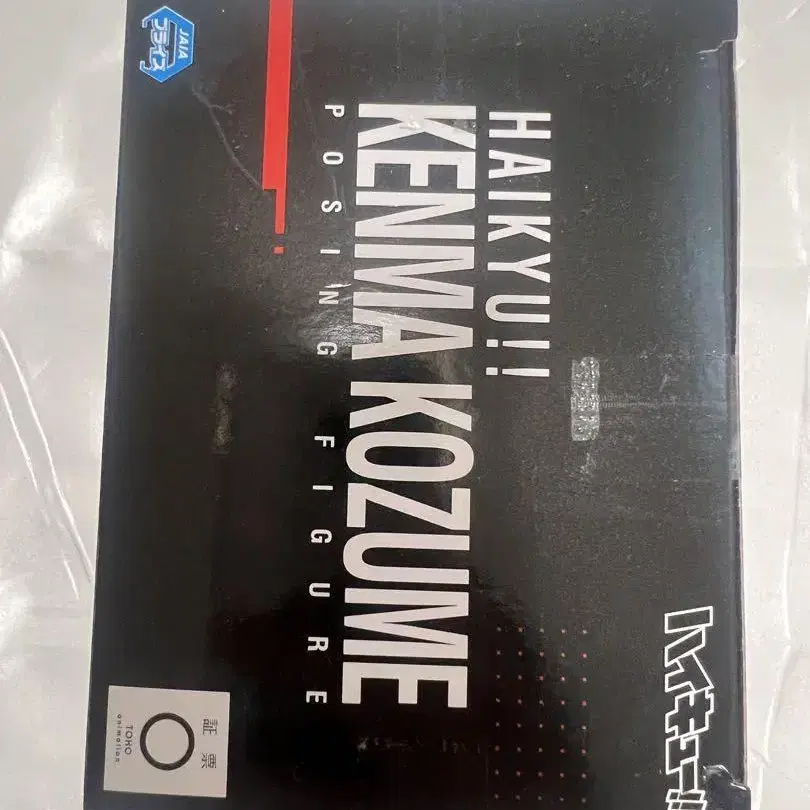 ハイキュー!!
HAIKYU!!
KENMA KOZUME
POSING FIGURE
JAIA
プライズ
証票
TOHO
animation